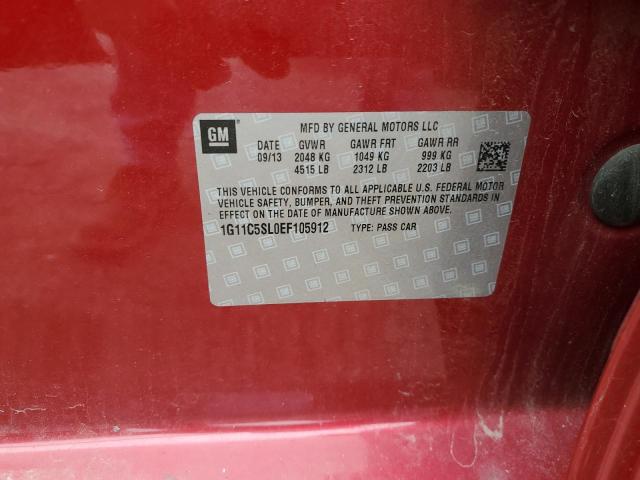 GM
MFD BY GENERAL MOTORS LLC
DATE GVWR GAWR FRT GAWR RR
09/13 2048 KG 1049 KG 999 KG
4515 LB 2312 LB 2203 LB
THIS VEHICLE CONFORMS TO ALL APPLICABLE U.S. FEDERAL MOTOR
VEHICLE SAFETY, BUMPER, AND THEFT PREVENTION STANDARDS IN
EFFECT ON THE DATE OF MANUFACTURE SHOWN ABOVE.
1G11C5SL0EF105912 TYPE: PASS CAR